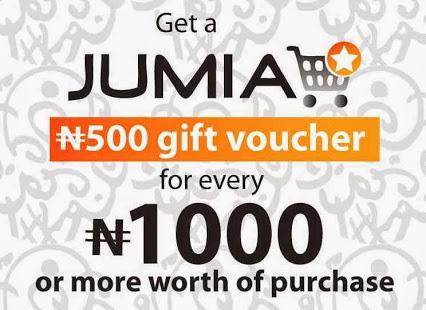 Get a
JUMIA
₦500 gift voucher
for every
₦1000
or more worth of purchase